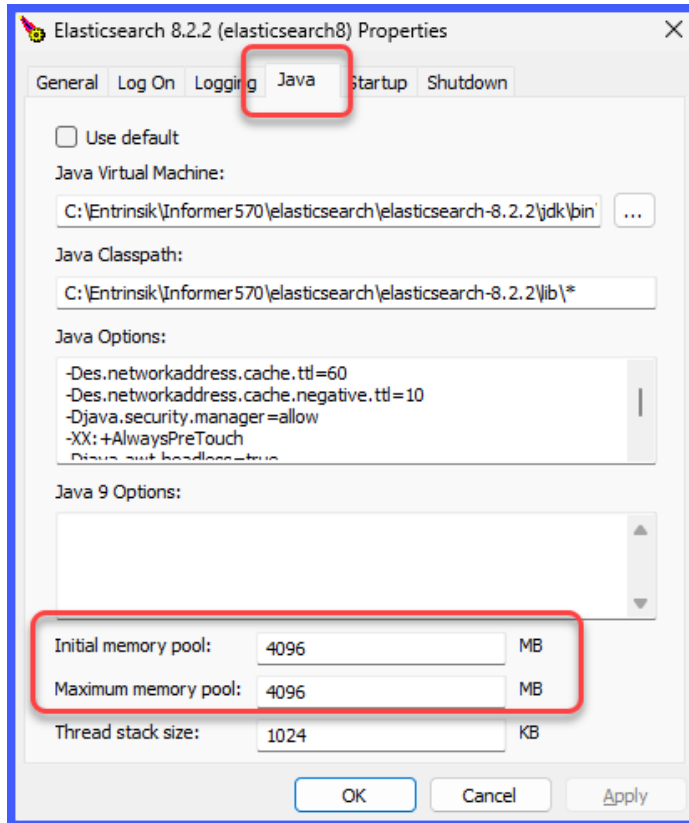 Elasticsearch 8.2.2 (elasticsearch8) Properties
General Log On Logging Java Startup Shutdown
Use default
Java Virtual Machine:
C:\Entrinsik\Informer570\elasticsearch\elasticsearch-8.2.2\jdk\bin\ ...
Java Classpath:
C:\Entrinsik\Informer570\elasticsearch\elasticsearch-8.2.2\lib\*
Java Options:
-Des.networkaddress.cache.ttl=60
-Des.networkaddress.cache.negative.ttl=10
-Djava.security.manager=allow
-XX:+AlwaysPreTouch
-Djava.awt.headless=true
Java 9 Options:
Initial memory pool: 4096 MB
Maximum memory pool: 4096 MB
Thread stack size: 1024 KB
OK Cancel Apply